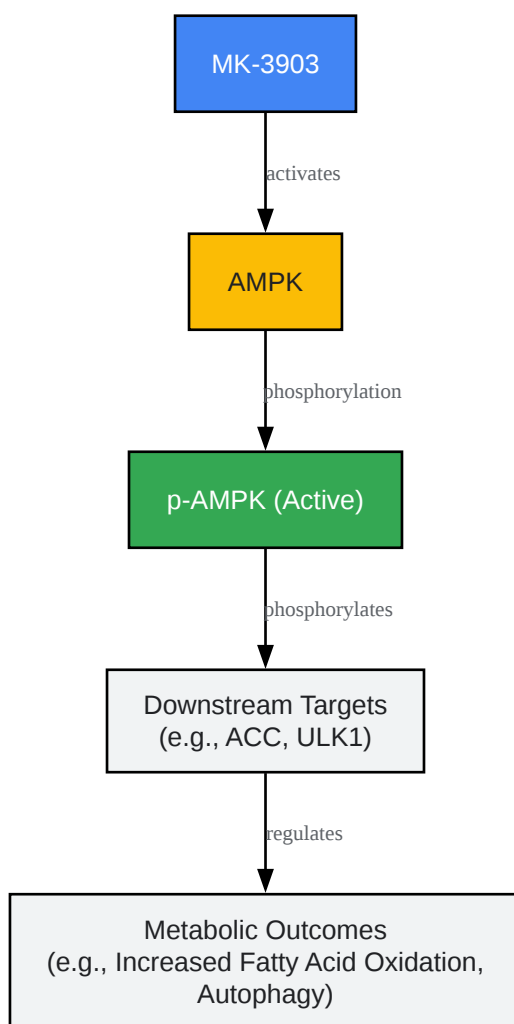 MK-3903
activates
AMPK
phosphorylation
p-AMPK (Active)
phosphorylates
Downstream Targets
(e.g., ACC, ULK1)
regulates
Metabolic Outcomes
(e.g., Increased Fatty Acid Oxidation,
Autophagy)